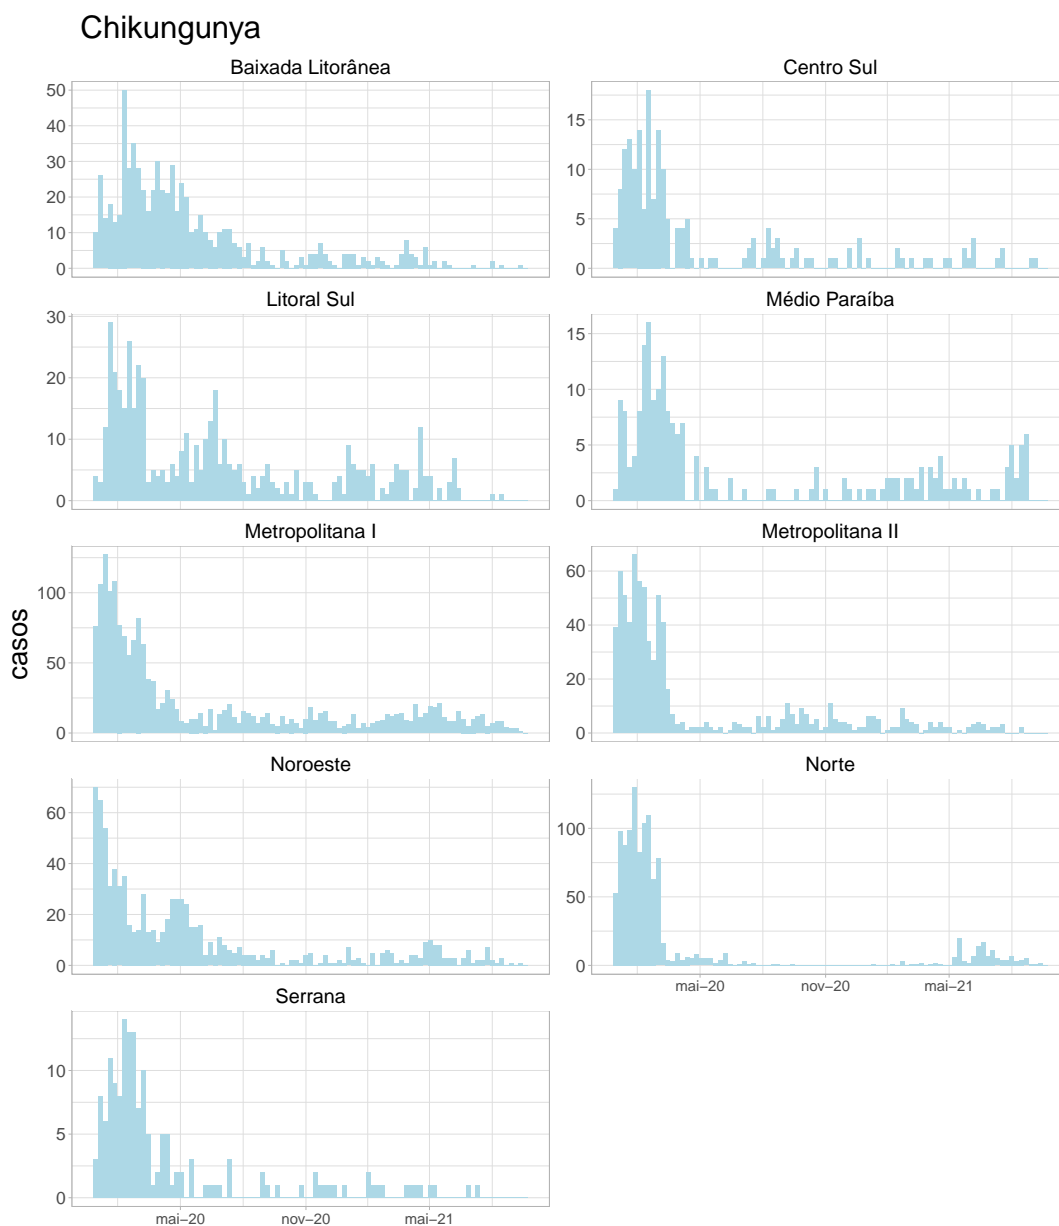 Chikungunya
Baixada Litorânea
Centro Sul
50
40
30
20
10
0
15
10
5
0
Litoral Sul
Médio Paraíba
30
20
10
0
15
10
5
0
Metropolitana I
Metropolitana II
100
50
0
60
40
20
0
casos
Noroeste
Norte
60
40
20
0
100
50
0
mai−20
nov−20
mai−21
Serrana
10
5
0
mai−20
nov−20
mai−21